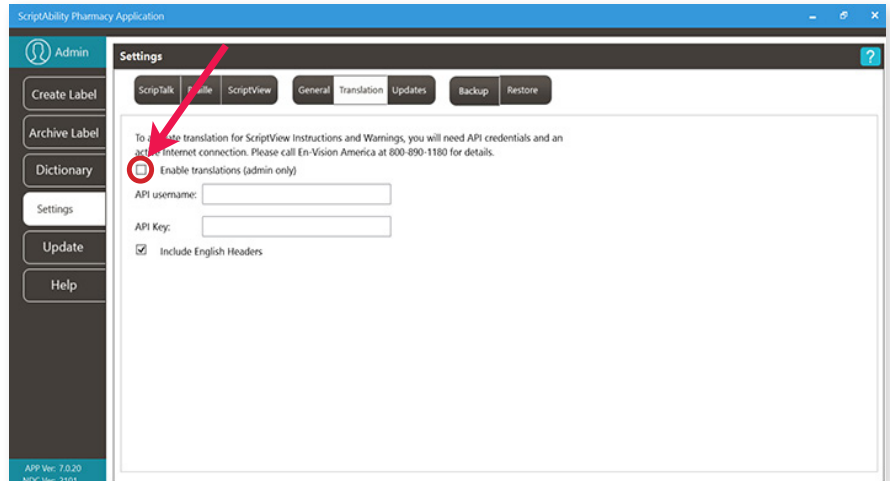 ScriptAbility Pharmacy Application
Admin
Settings
?
Create Label
Archive Label
Dictionary
Settings
Update
Help
ScripTalk
ScriptView
General
Translation
Updates
Backup
Restore
To translation for ScriptView Instructions and Warnings, you will need API credentials and an
Internet connection. Please call En-Vision America at 800-890-1180 for details.
Enable translations (admin only)
API username:
API Key:
Include English Headers
APP Ver: 7.0.20
NDC Ver: 2101